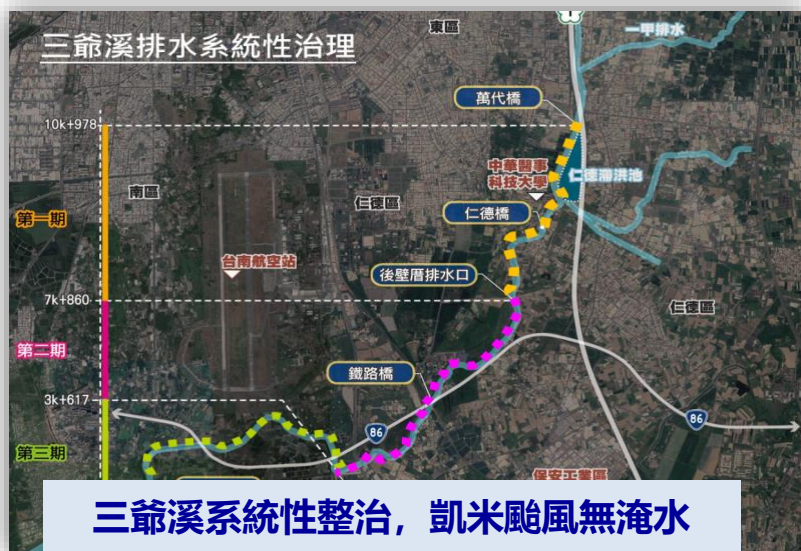 三爺溪排水系統性治理
東區
1
一甲排水
萬代橋
10k+978
中華醫事
科技大學
仁德滯洪池
南區
仁德區
第一期
仁德橋
台南航空站
後壁厝排水口
7k+860
仁德區
第二期
鐵路橋
3k+617
86
86
第三期
保安工業區
三爺溪系統性整治，凱米颱風無淹水